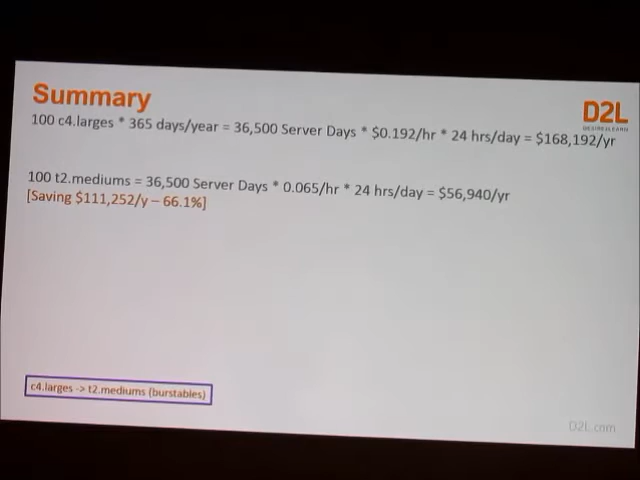 Summary
D2L
100 c4.larges * 365 days/year = 36,500 Server Days * $0.192/hr * 24 hrs/day = $168,192/yr
100 t2.mediums = 36,500 Server Days * 0.065/hr * 24 hrs/day = $56,940/yr
[Saving $111,252/y – 66.1%]
c4.larges -> t2.mediums (burstables)
D2L.com